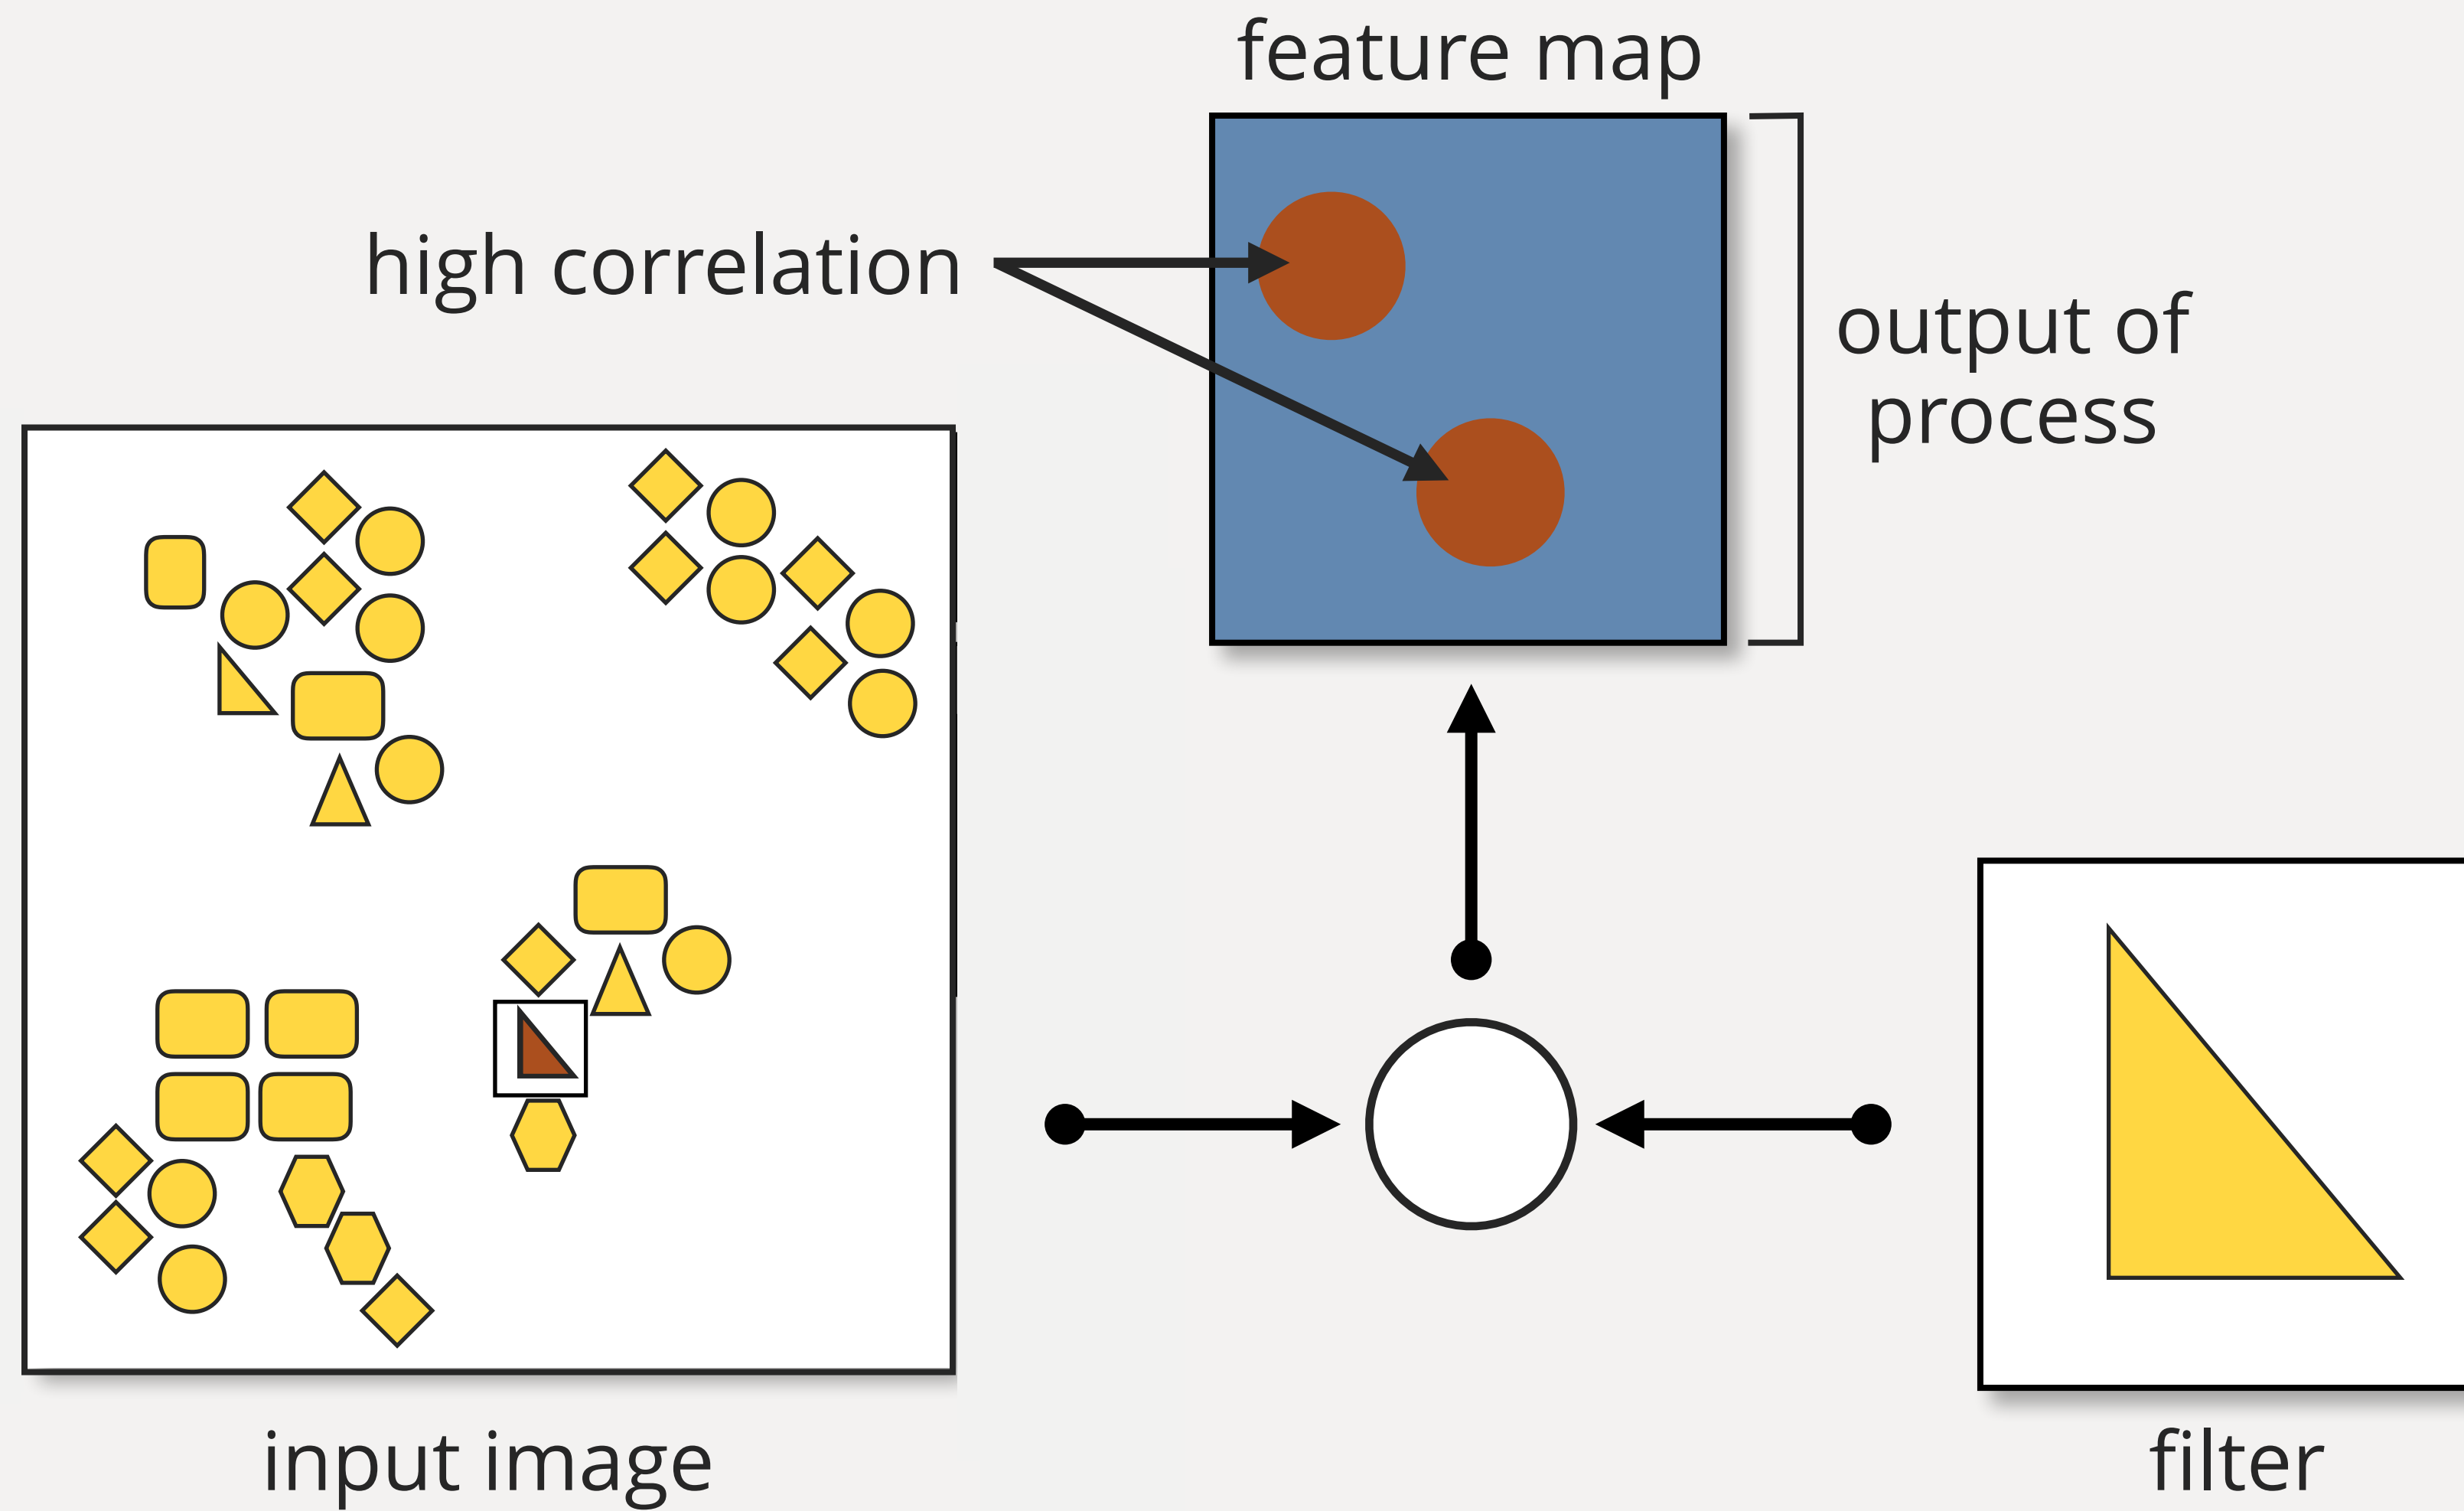 feature map
high correlation
output of
process
input image
filter